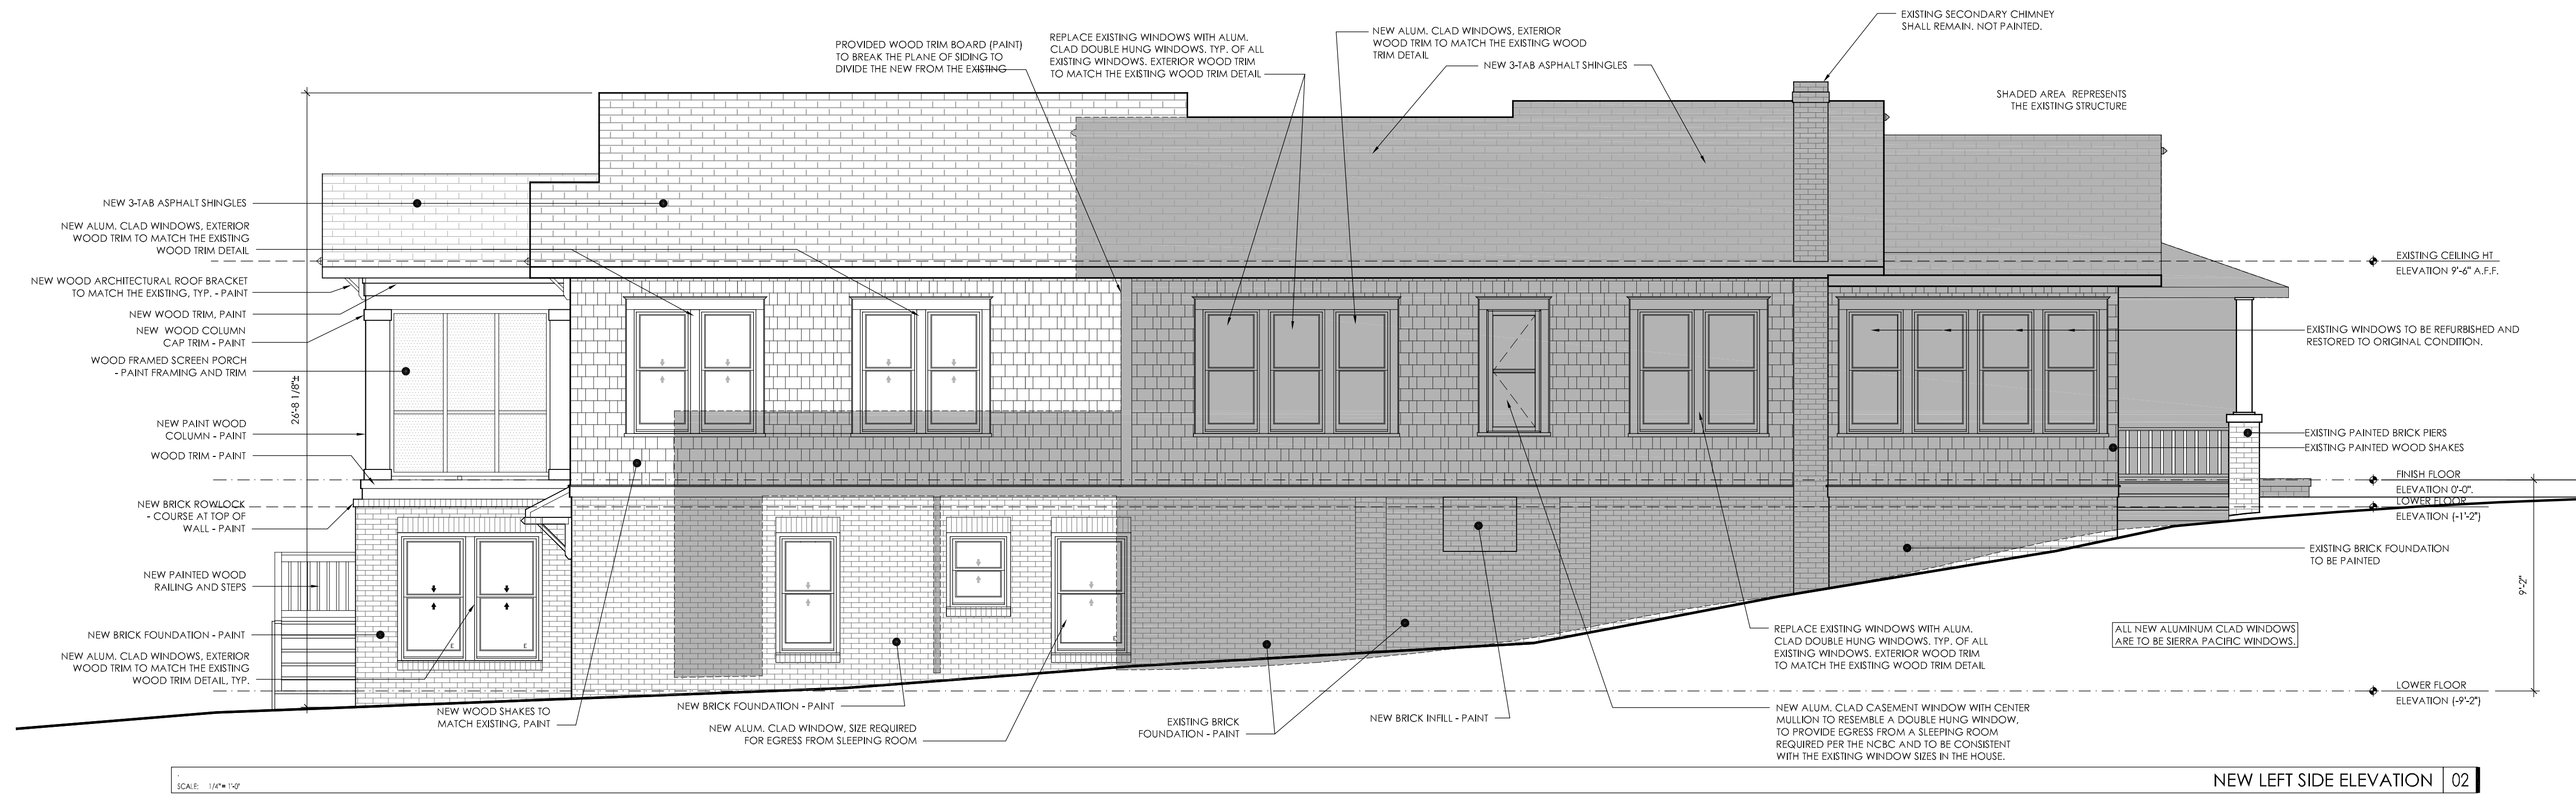 EXISTING SECONDARY CHIMNEY
SHALL REMAIN. NOT PAINTED.
PROVIDED WOOD TRIM BOARD (PAINT)
TO BREAK THE PLANE OF SIDING TO
DIVIDE THE NEW FROM THE EXISTING
REPLACE EXISTING WINDOWS WITH ALUM.
CLAD DOUBLE HUNG WINDOWS. TYP. OF ALL
EXISTING WINDOWS. EXTERIOR WOOD TRIM
TO MATCH THE EXISTING WOOD TRIM DETAIL
NEW ALUM. CLAD WINDOWS, EXTERIOR
WOOD TRIM TO MATCH THE EXISTING WOOD
TRIM DETAIL
NEW 3-TAB ASPHALT SHINGLES
SHADED AREA REPRESENTS
THE EXISTING STRUCTURE
NEW 3-TAB ASPHALT SHINGLES
NEW ALUM. CLAD WINDOWS, EXTERIOR
WOOD TRIM TO MATCH THE EXISTING
WOOD TRIM DETAIL
NEW WOOD ARCHITECTURAL ROOF BRACKET
TO MATCH THE EXISTING, TYP. - PAINT
NEW WOOD TRIM, PAINT
NEW WOOD COLUMN
CAP TRIM - PAINT
WOOD FRAMED SCREEN PORCH
- PAINT FRAMING AND TRIM
26'-8 1/8"±
NEW PAINT WOOD
COLUMN - PAINT
WOOD TRIM - PAINT
NEW BRICK ROWLOCK
- COURSE AT TOP OF
WALL - PAINT
NEW PAINTED WOOD
RAILING AND STEPS
NEW BRICK FOUNDATION - PAINT
NEW ALUM. CLAD WINDOWS, EXTERIOR
WOOD TRIM TO MATCH THE EXISTING
WOOD TRIM DETAIL, TYP.
EXISTING CEILING HT
ELEVATION 9'-6" A.F.F.
EXISTING WINDOWS TO BE REFURBISHED AND
RESTORED TO ORIGINAL CONDITION.
EXISTING PAINTED BRICK PIERS
EXISTING PAINTED WOOD SHAKES
FINISH FLOOR
ELEVATION 0'-0".
LOWER FLOOR
ELEVATION (-1'-2")
EXISTING BRICK FOUNDATION
TO BE PAINTED
9'-2"
ALL NEW ALUMINUM CLAD WINDOWS
ARE TO BE SIERRA PACIFIC WINDOWS.
REPLACE EXISTING WINDOWS WITH ALUM.
CLAD DOUBLE HUNG WINDOWS. TYP. OF ALL
EXISTING WINDOWS. EXTERIOR WOOD TRIM
TO MATCH THE EXISTING WOOD TRIM DETAIL
LOWER FLOOR
ELEVATION (-9'-2")
NEW WOOD SHAKES TO
MATCH EXISTING, PAINT
NEW BRICK FOUNDATION - PAINT
NEW ALUM. CLAD WINDOW, SIZE REQUIRED
FOR EGRESS FROM SLEEPING ROOM
EXISTING BRICK
FOUNDATION - PAINT
NEW BRICK INFILL - PAINT
NEW ALUM. CLAD CASEMENT WINDOW WITH CENTER
MULLION TO RESEMBLE A DOUBLE HUNG WINDOW,
TO PROVIDE EGRESS FROM A SLEEPING ROOM
REQUIRED PER THE NCBC AND TO BE CONSISTENT
WITH THE EXISTING WINDOW SIZES IN THE HOUSE.
SCALE: 1/4"= 1'-0"
NEW LEFT SIDE ELEVATION 02